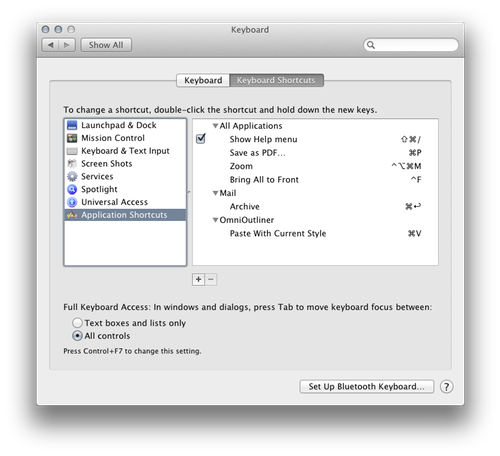 Keyboard
Show All
Keyboard Keyboard Shortcuts
To change a shortcut, double-click the shortcut and hold down the new keys.
Launchpad & Dock
Mission Control
Keyboard & Text Input
Screen Shots
Services
Spotlight
Universal Access
Application Shortcuts
All Applications
Show Help menu ⇧⌘/
Save as PDF... ⌘P
Zoom ^⌥⌘M
Bring All to Front ^F
Mail
Archive ⌘↩
OmniOutliner
Paste With Current Style ⌘V
Full Keyboard Access: In windows and dialogs, press Tab to move keyboard focus between:
Text boxes and lists only
All controls
Press Control+F7 to change this setting.
Set Up Bluetooth Keyboard... ?